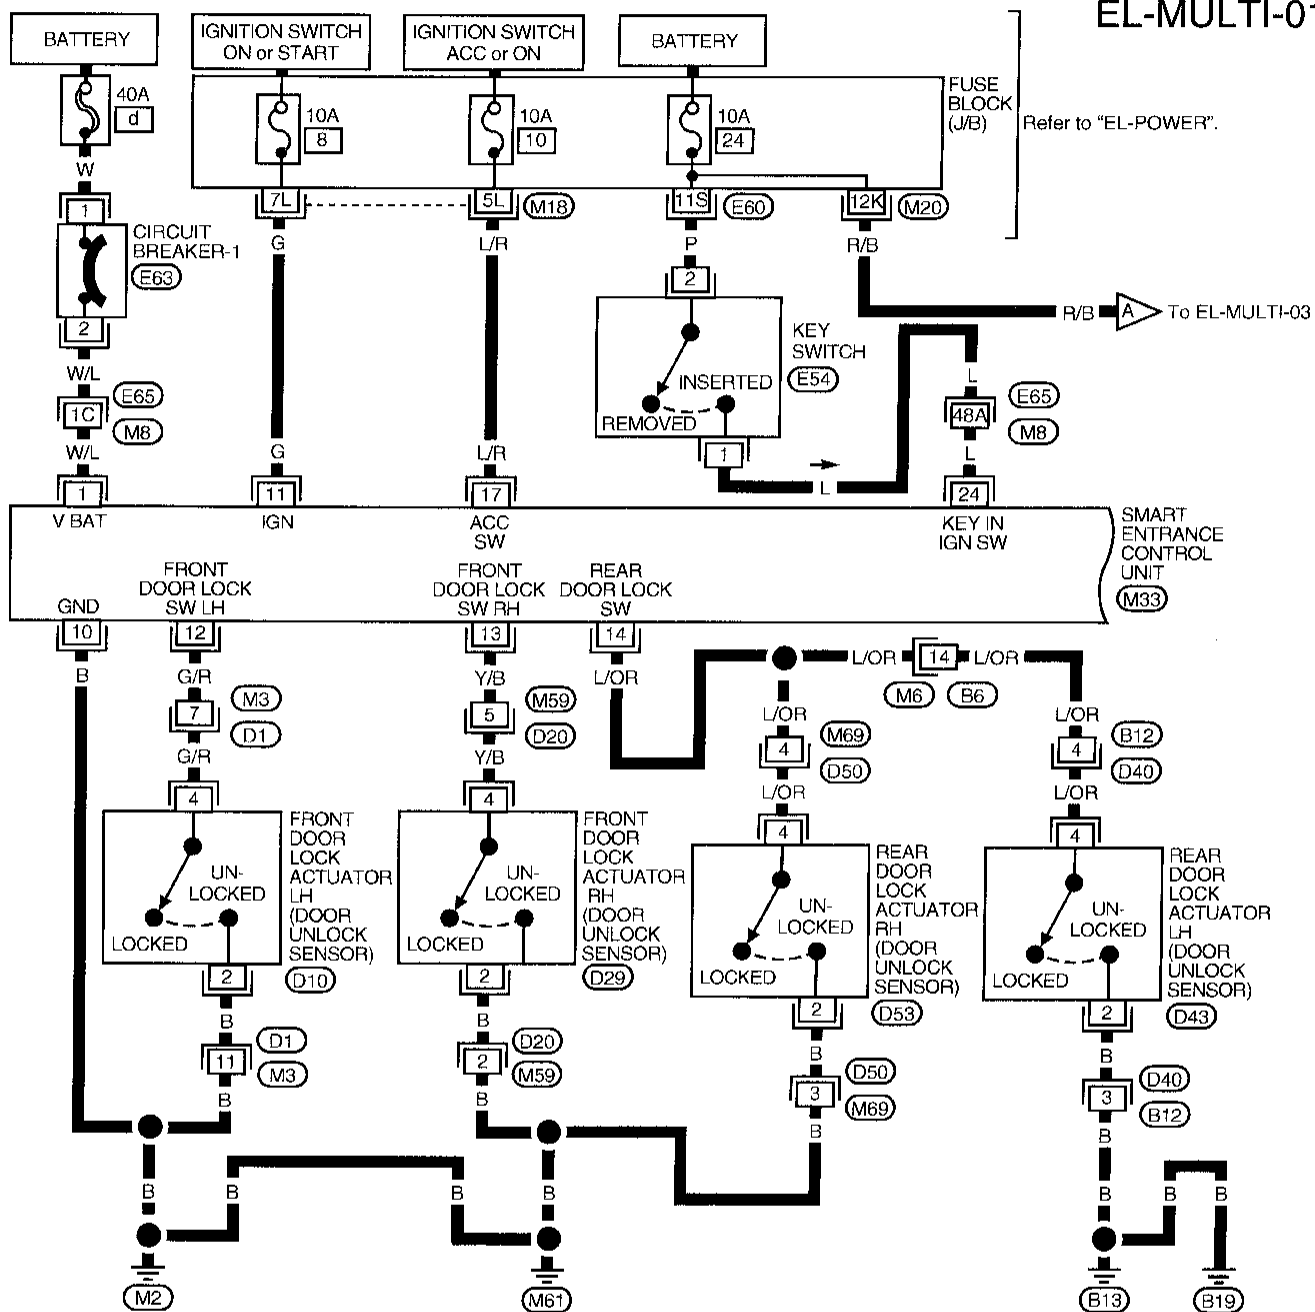 EL-MULTI-01
BATTERY
IGNITION SWITCH
ON or START
IGNITION SWITCH
ACC or ON
BATTERY
40A
d
10A
8
10A
10
10A
24
FUSE
BLOCK
(J/B)
Refer to "EL-POWER".
W
7L
5L
M18
11S
E60
12K
M20
1
CIRCUIT
BREAKER-1
E63
G
L/R
P
R/B
2
2
R/B
A
To EL-MULTI-03
KEY
SWITCH
E54
INSERTED
REMOVED
W/L
E65
1C
M8
W/L
L
E65
48A
M8
L
G
L/R
1
L
1
11
17
24
V BAT
IGN
ACC
SW
KEY IN
IGN SW
SMART
ENTRANCE
CONTROL
UNIT
M33
GND
FRONT
DOOR LOCK
SW LH
FRONT
DOOR LOCK
SW RH
REAR
DOOR LOCK
SW
10
12
13
14
B
G/R
Y/B
L/OR
L/OR
14
L/OR
M6
B6
M3
7
D1
M59
5
D20
L/OR
M69
4
D50
L/OR
B12
4
D40
G/R
Y/B
L/OR
L/OR
4
4
4
4
FRONT
DOOR
LOCK
ACTUATOR
LH
(DOOR
UNLOCK
SENSOR)
D10
UN-
LOCKED
LOCKED
FRONT
DOOR
LOCK
ACTUATOR
RH
(DOOR
UNLOCK
SENSOR)
D29
UN-
LOCKED
LOCKED
REAR
DOOR
LOCK
ACTUATOR
RH
(DOOR
UNLOCK
SENSOR)
D53
UN-
LOCKED
LOCKED
REAR
DOOR
LOCK
ACTUATOR
LH
(DOOR
UNLOCK
SENSOR)
D43
UN-
LOCKED
LOCKED
2
2
2
2
B
B
B
B
D1
11
M3
D20
2
M59
D50
3
M69
D40
3
B12
B
B
B
B
B
B
B
B
B
B
B
M2
M61
B13
B19